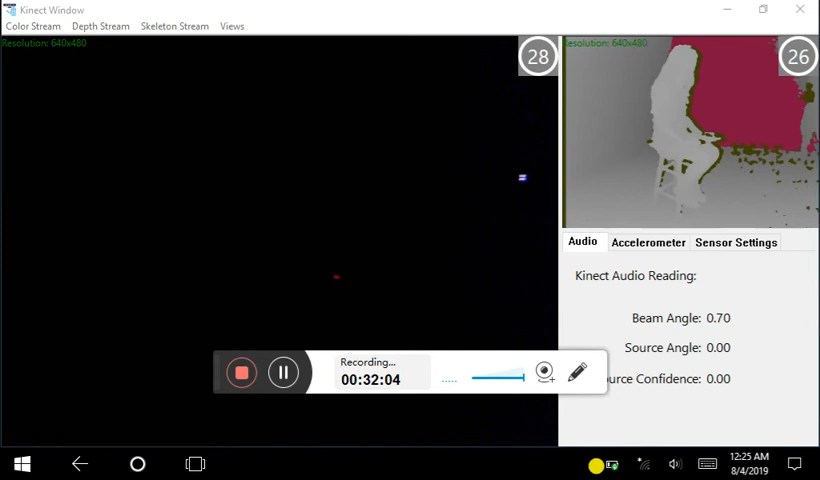 Kinect Window
Color Stream Depth Stream Skeleton Stream Views
Resolution: 640x480
28
Resolution: 640x480
26
Audio Accelerometer Sensor Settings
Kinect Audio Reading:
Beam Angle: 0.70
Source Angle: 0.00
ource Confidence: 0.00
Recording...
00:32:04
12:25 AM
8/4/2019